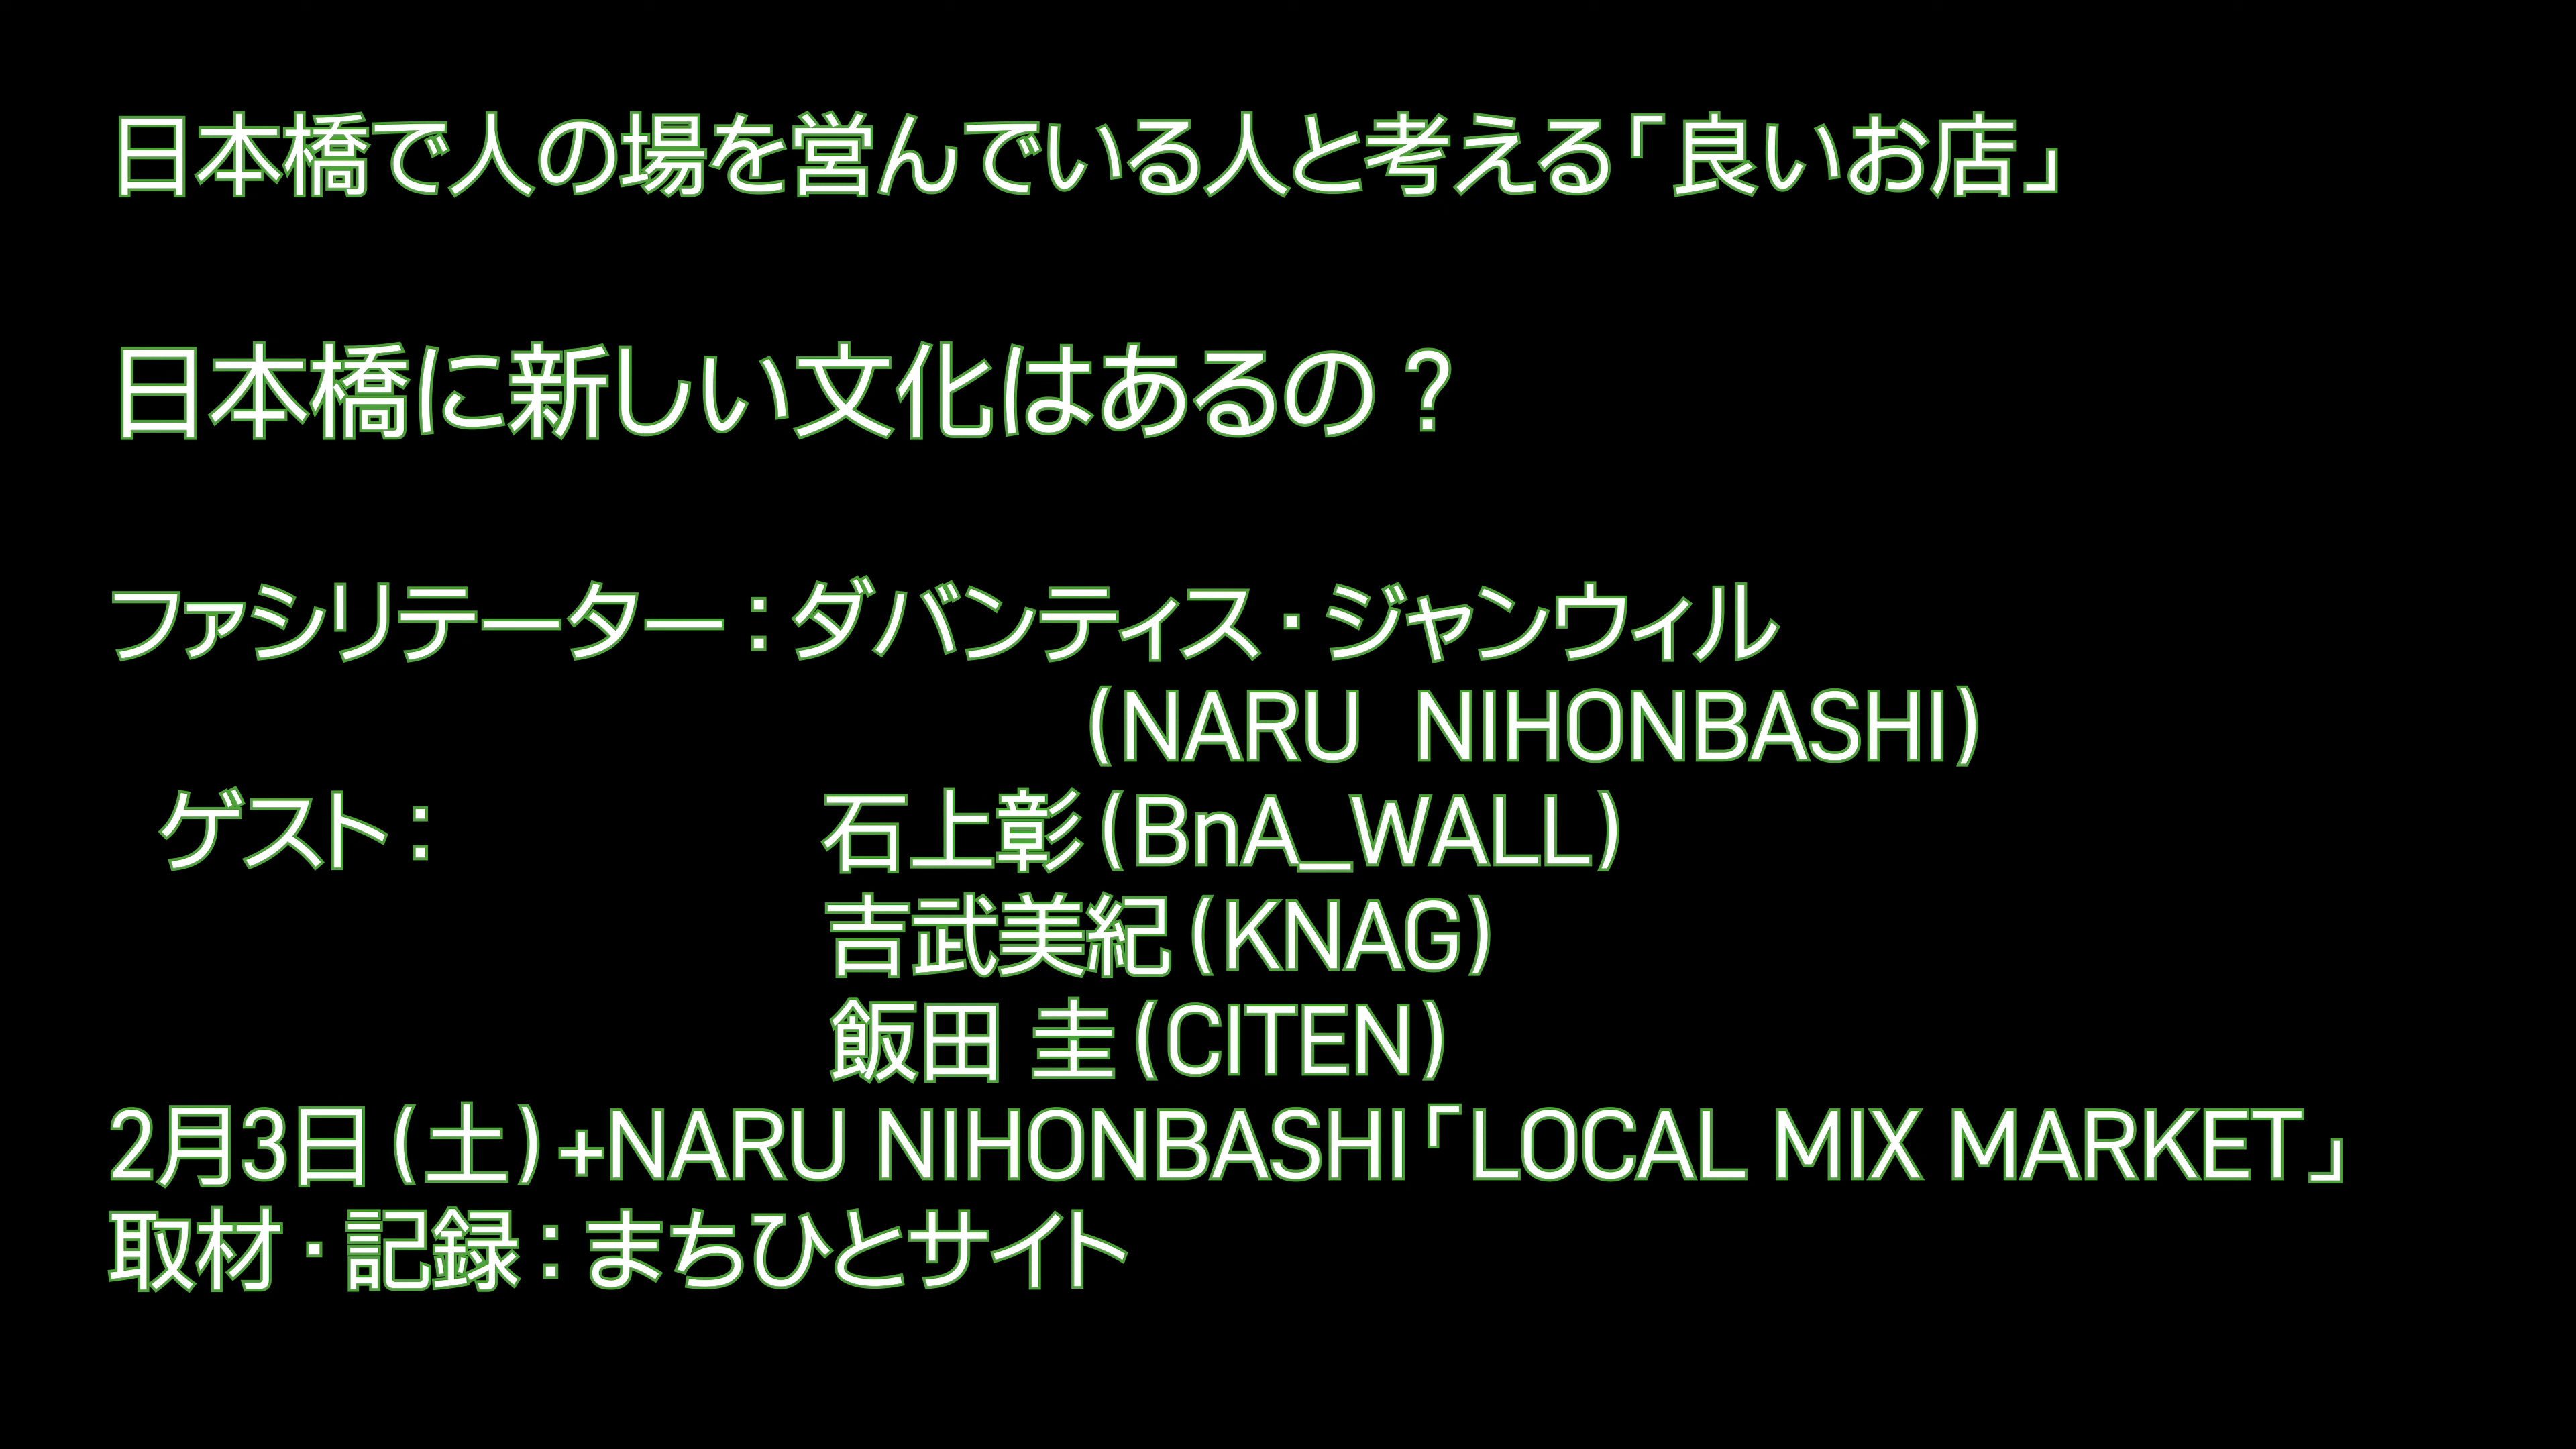 日本橋で人の場を営んでいる人と考える「良いお店」
日本橋に新しい文化はあるの？
ファシリテーター：ダバンティス・ジャンウィル
(NARU NIHONBASHI)
ゲスト： 石上彰(BnA_WALL)
吉武美紀(KNAG)
飯田 圭(CITEN)
2月3日(土)+NARU NIHONBASHI「LOCAL MIX MARKET」
取材・記録：まちひとサイト